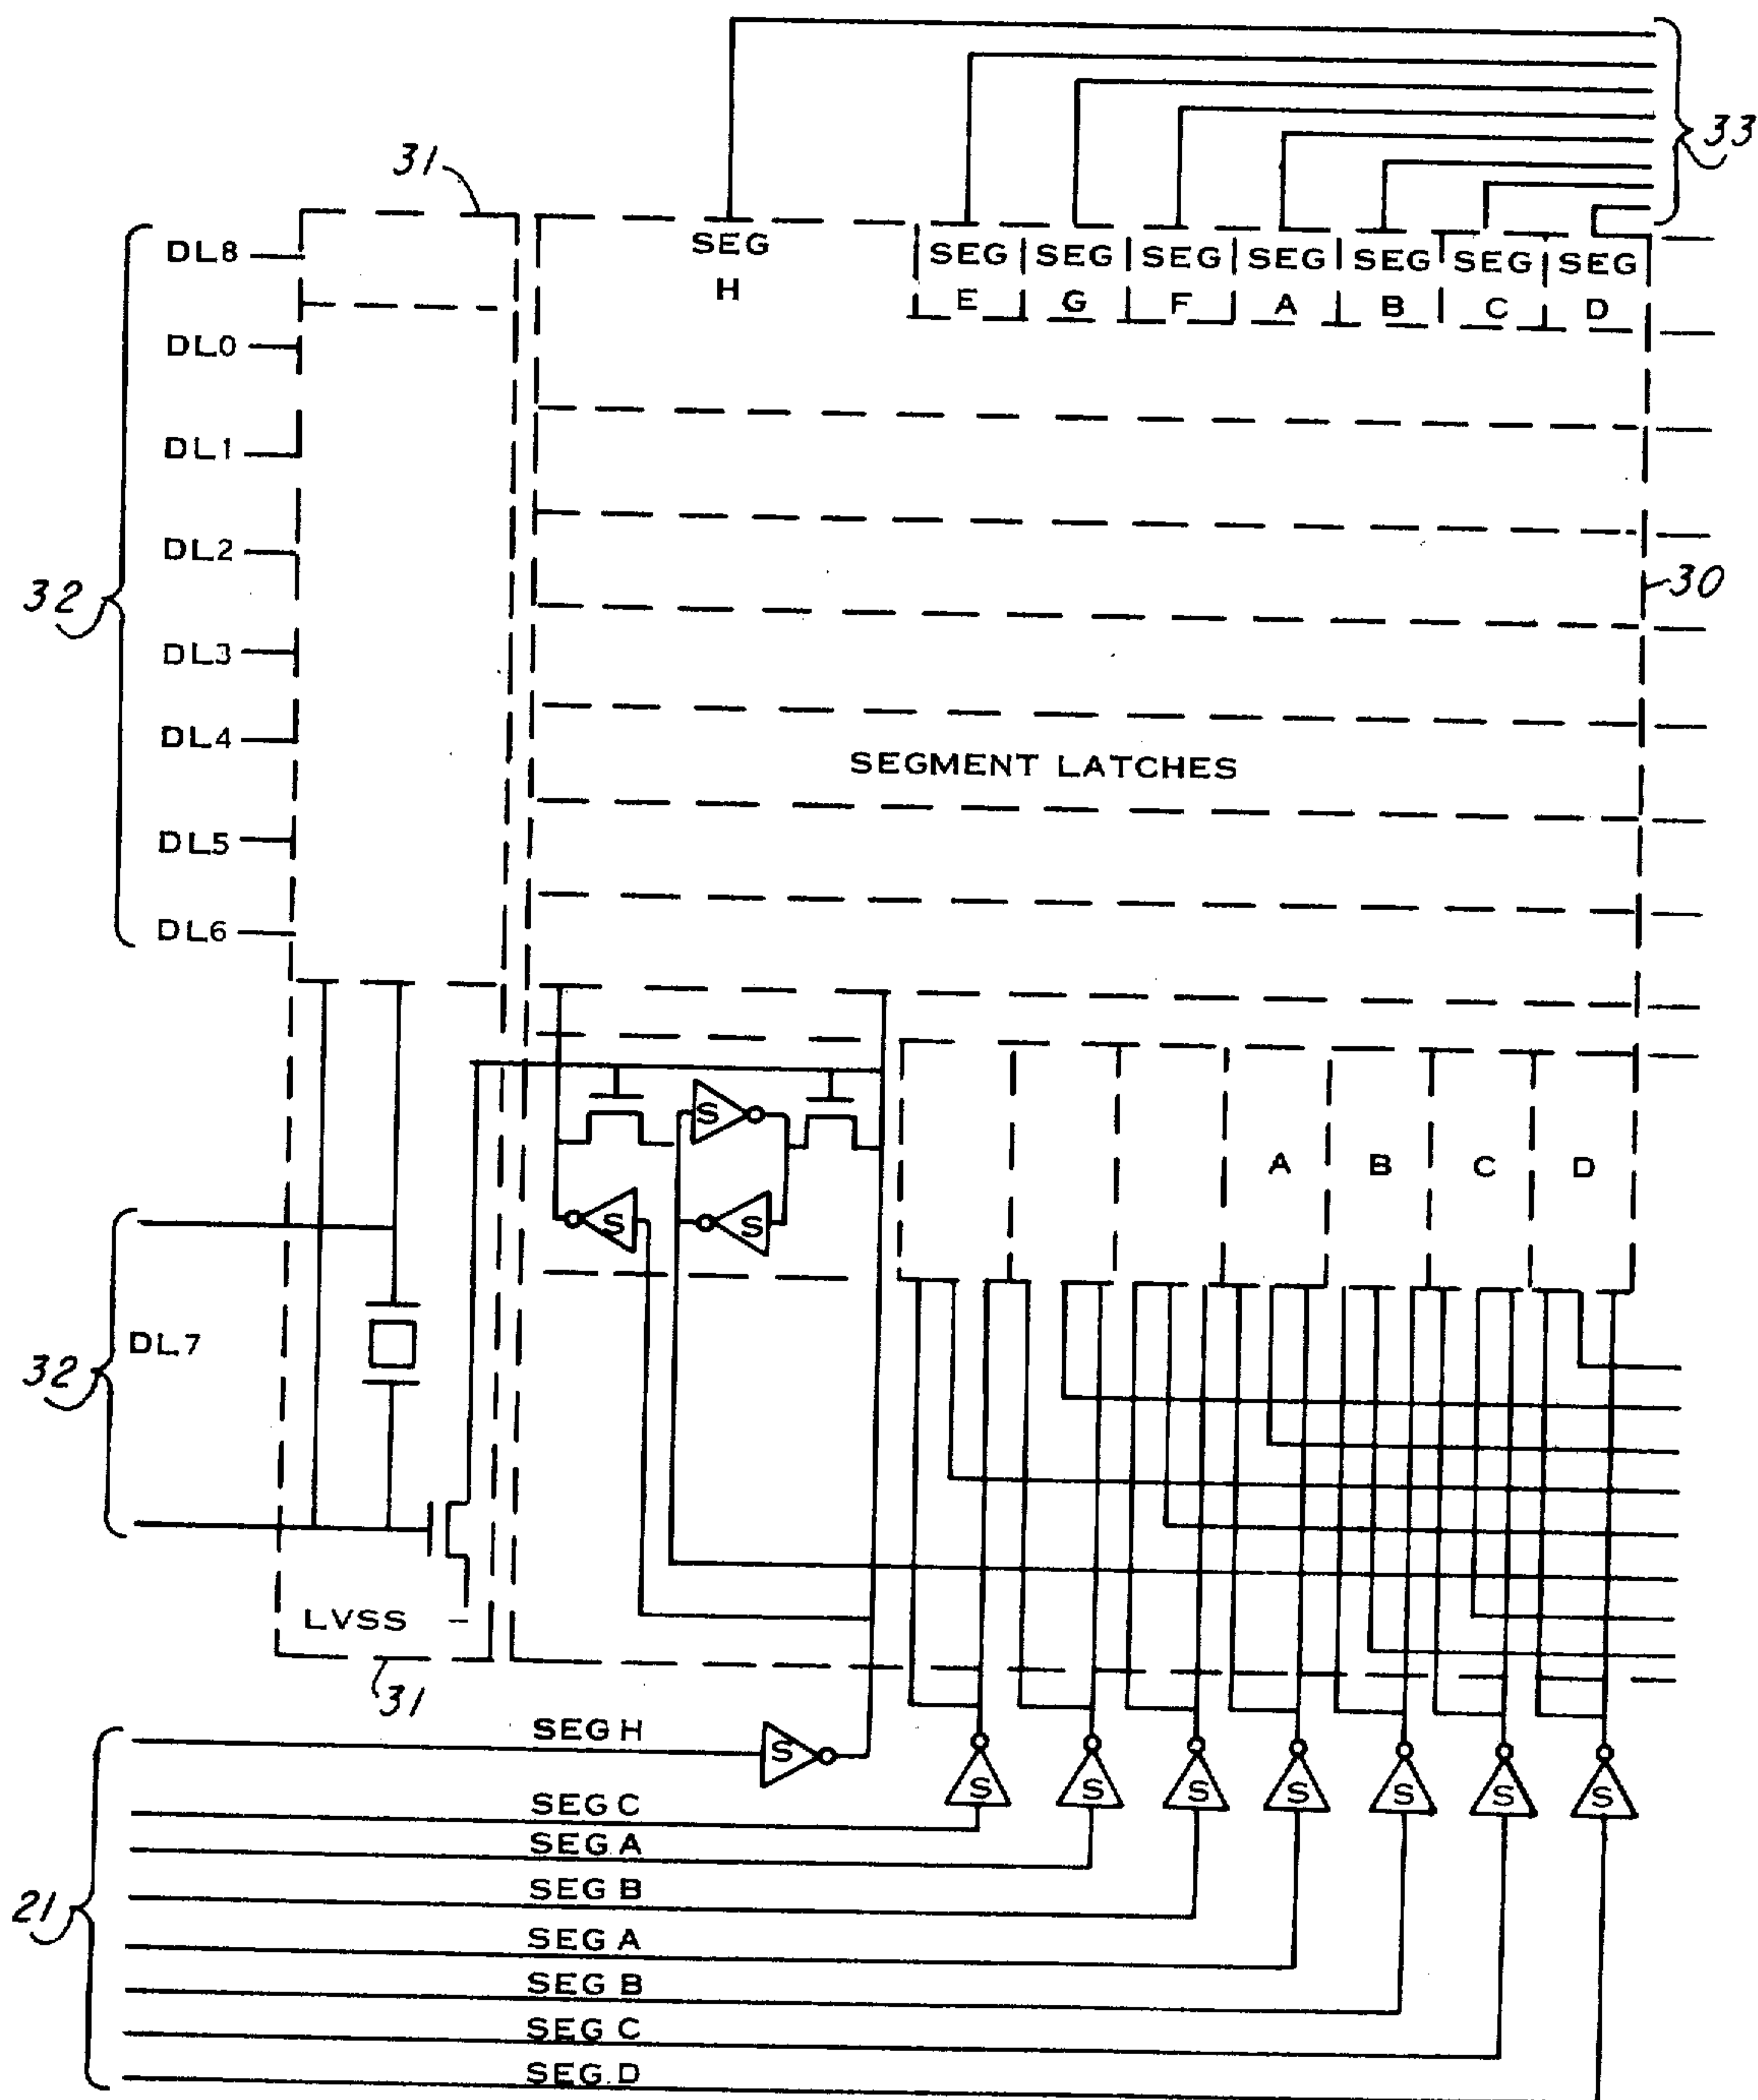 33
31
DL8
SEG H
SEG E
SEG G
SEG F
SEG A
SEG B
SEG C
SEG D
DL0
DL1
DL2
30
32
DL3
DL4
SEGMENT LATCHES
DL5
DL6
S
S
A
B
C
D
S
S
DL7
32
LVSS
31
SEG H
S
S
S
S
S
S
S
S
SEG C
SEG A
SEG B
21
SEG A
SEG B
SEG C
SEG D